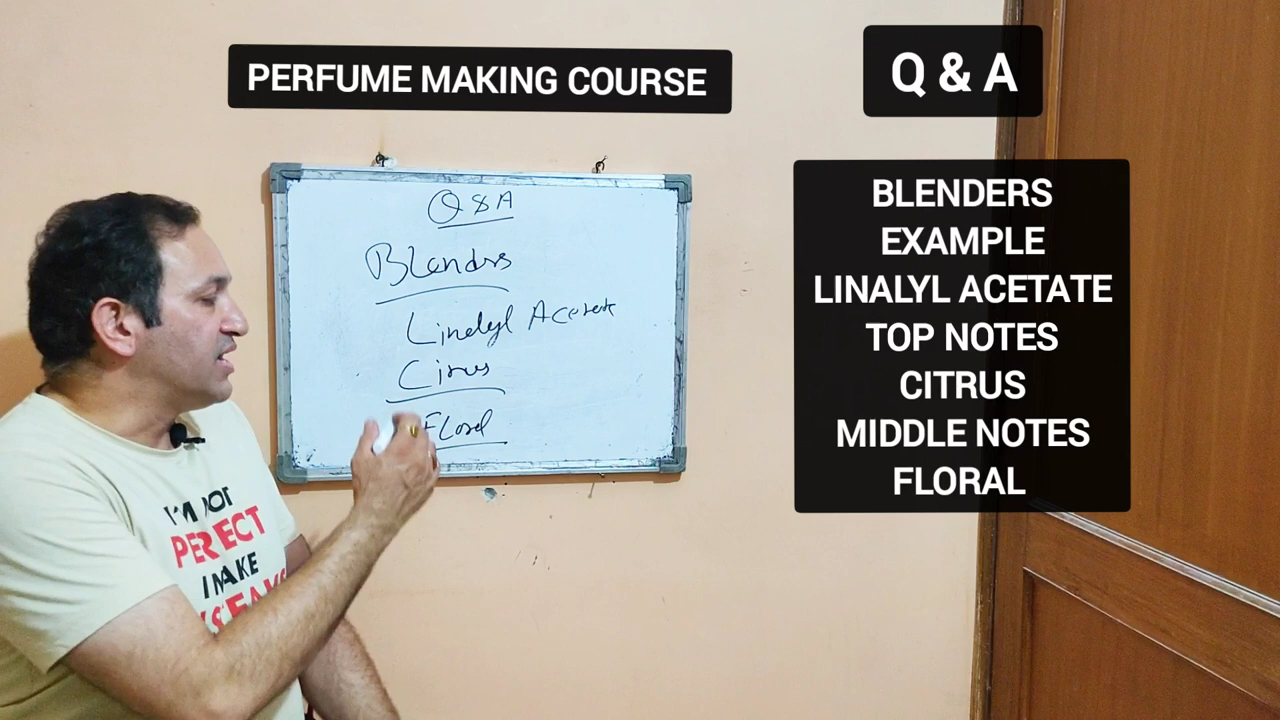 PERFUME MAKING COURSE
Q & A
BLENDERS
EXAMPLE
LINALYL ACETATE
TOP NOTES
CITRUS
MIDDLE NOTES
FLORAL
Q & A
Blenders
Linalyl Acetate
Cirus
Floral
I'M NOT
PERFECT
I MAKE